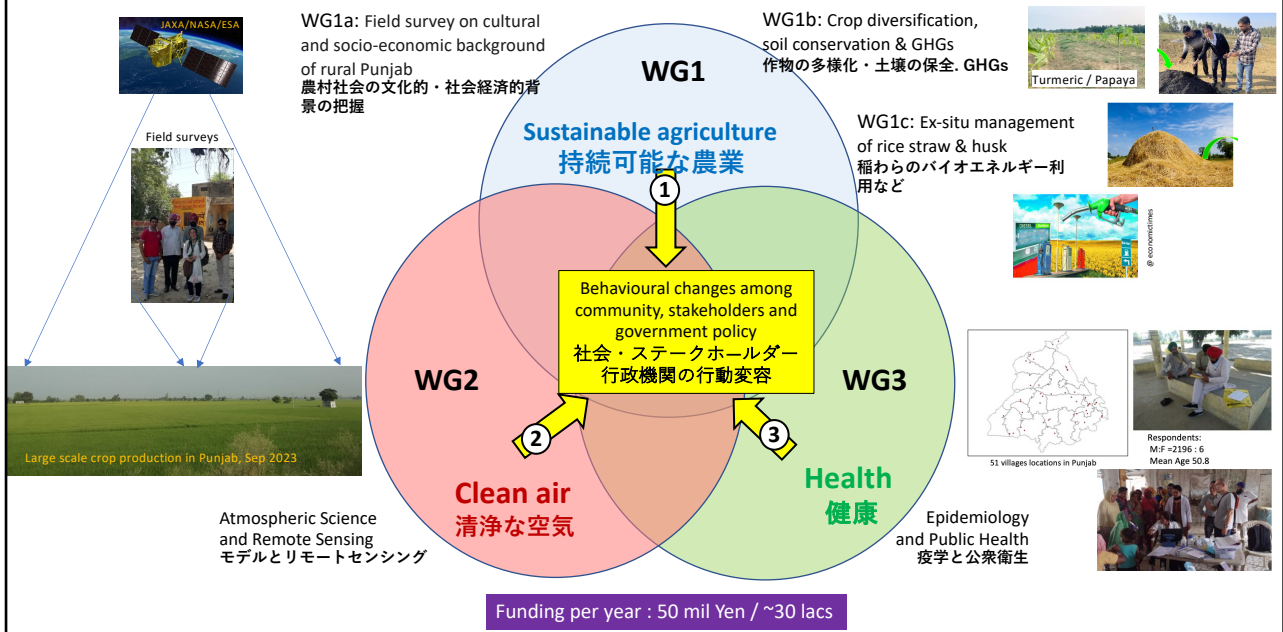 JAXA/NASA/ESA
WG1a: Field survey on cultural
and socio-economic background
of rural Punjab
農村社会の文化的・社会経済的背
景の把握
Field surveys
WG1
Sustainable agriculture
持続可能な農業
1
WG1b: Crop diversification,
soil conservation & GHGs
作物の多様化・土壌の保全. GHGs
Turmeric / Papaya
WG1c: Ex-situ management
of rice straw & husk
稲わらのバイオエネルギー利
用など
@ economictimes
Behavioural changes among
community, stakeholders and
government policy
社会・ステークホールダー
行政機関の行動変容
WG2
2
Clean air
清浄な空気
WG3
3
Health
健康
Large scale crop production in Punjab, Sep 2023
Atmospheric Science
and Remote Sensing
モデルとリモートセンシング
51 villages locations in Punjab
Respondents:
M:F =2196 : 6
Mean Age 50.8
Epidemiology
and Public Health
疫学と公衆衛生
Funding per year : 50 mil Yen / ~30 lacs